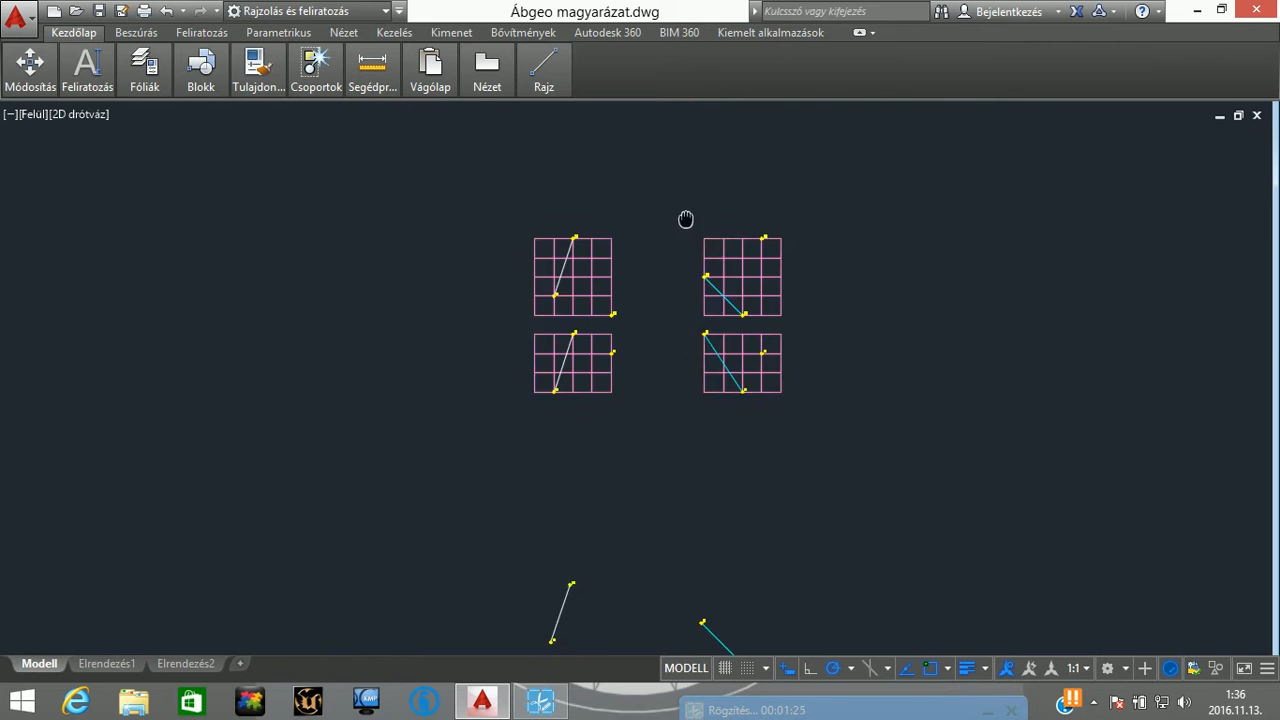 Rajzolás és feliratozás
Ábgeo magyarázat.dwg
Kulcsszó vagy kifejezés
Bejelentkezés
Kezdőlap
Beszúrás
Feliratozás
Parametrikus
Nézet
Kezelés
Kimenet
Bővítmények
Autodesk 360
BIM 360
Kiemelt alkalmazások
Módosítás
Feliratozás
Fóliák
Blokk
Tulajdon...
Csoportok
Segédpr...
Vágólap
Nézet
Rajz
[−][Felül][2D drótváz]
Modell
Elrendezés1
Elrendezés2
MODELL
1:1
Rögzítés... 00:01:25
1:36
2016.11.13.